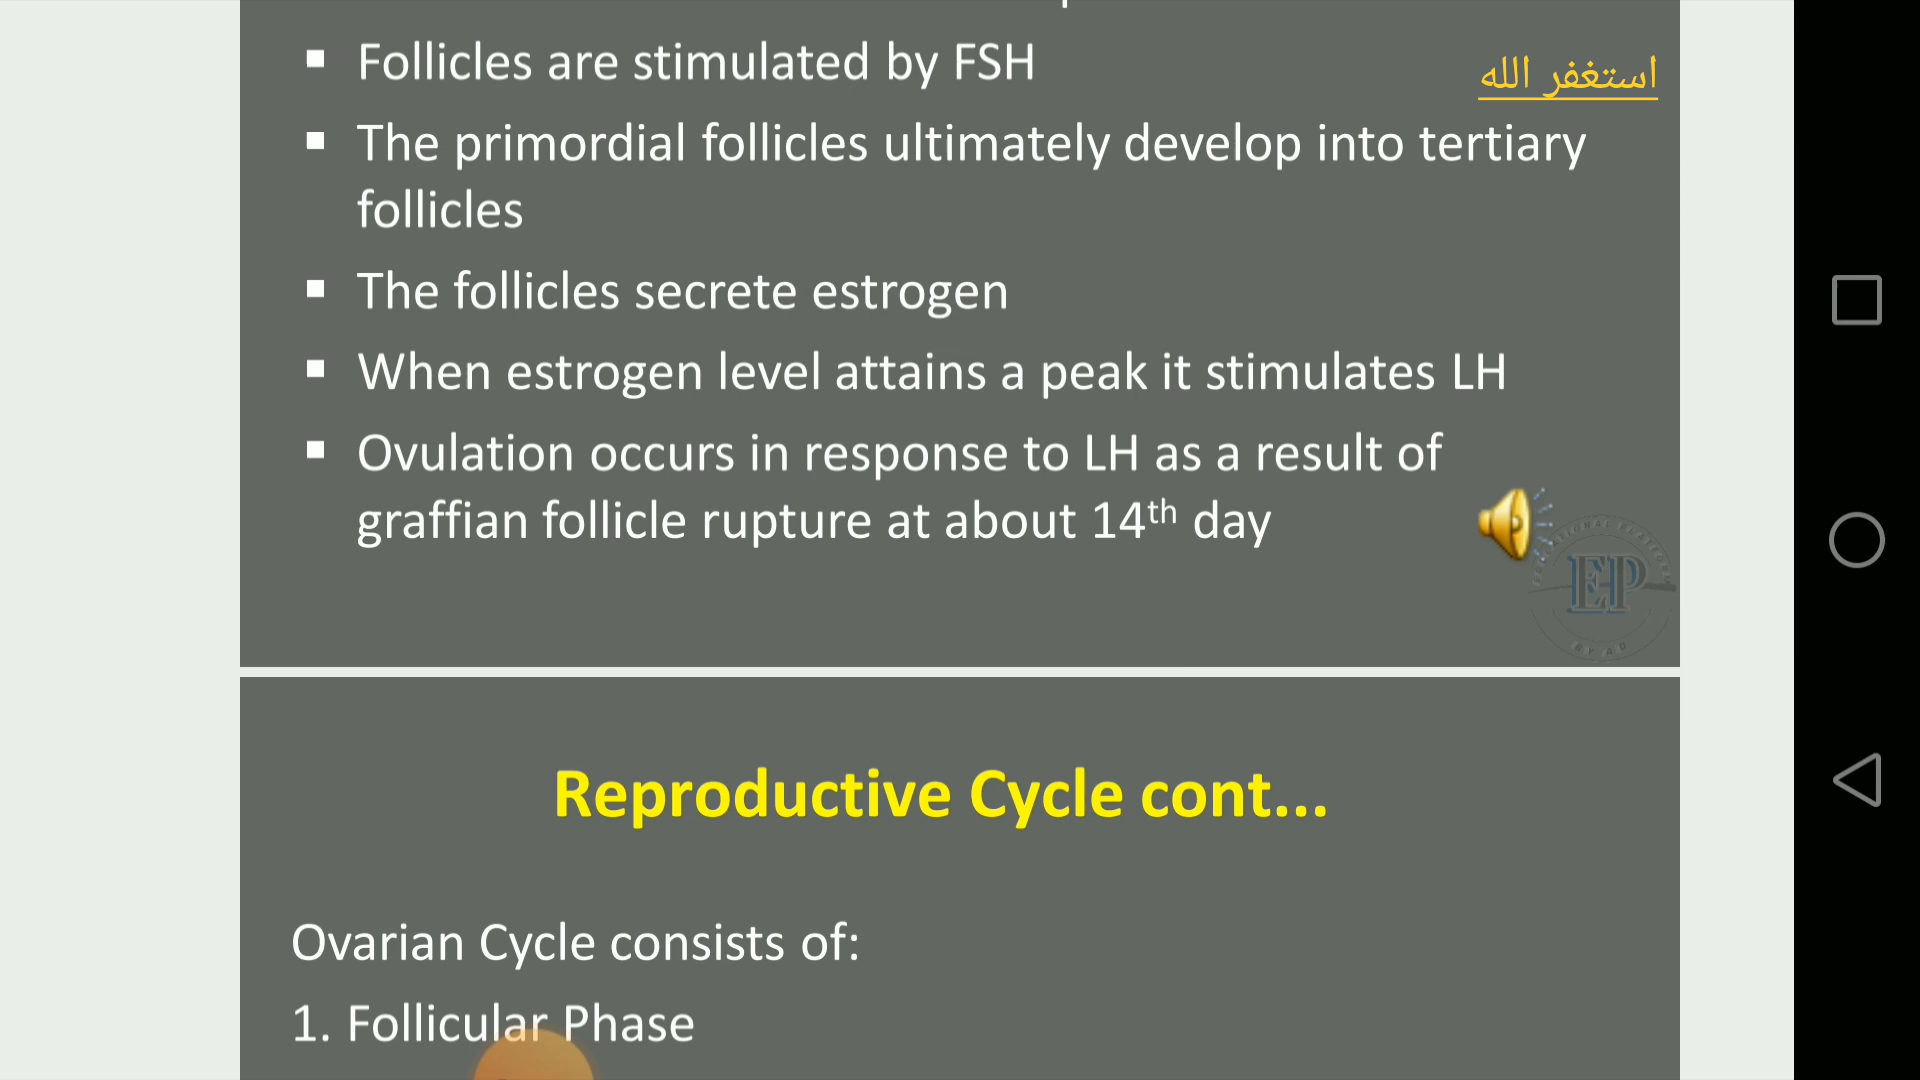 Follicles are stimulated by FSH
استغفر الله
The primordial follicles ultimately develop into tertiary
follicles
The follicles secrete estrogen
When estrogen level attains a peak it stimulates LH
Ovulation occurs in response to LH as a result of
graffian follicle rupture at about 14th day
EP
Reproductive Cycle cont...
Ovarian Cycle consists of:
1. Follicular Phase